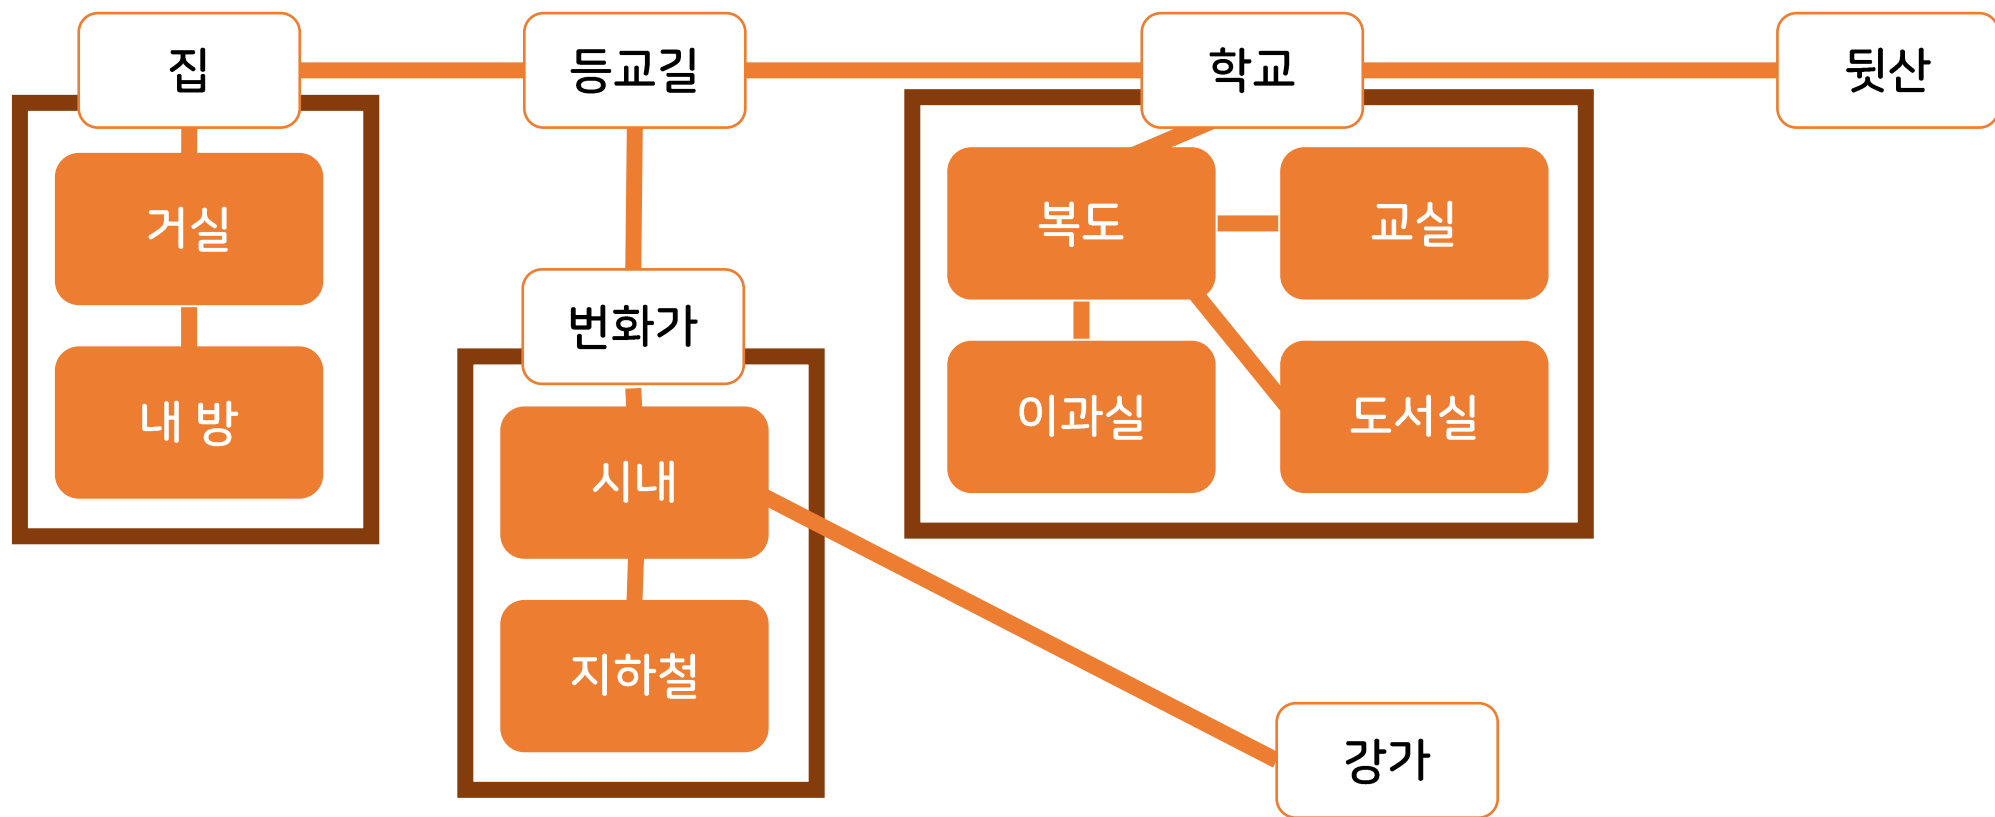 집
등교길
학교
뒷산
거실
내 방
번화가
시내
지하철
복도
교실
이과실
도서실
강가